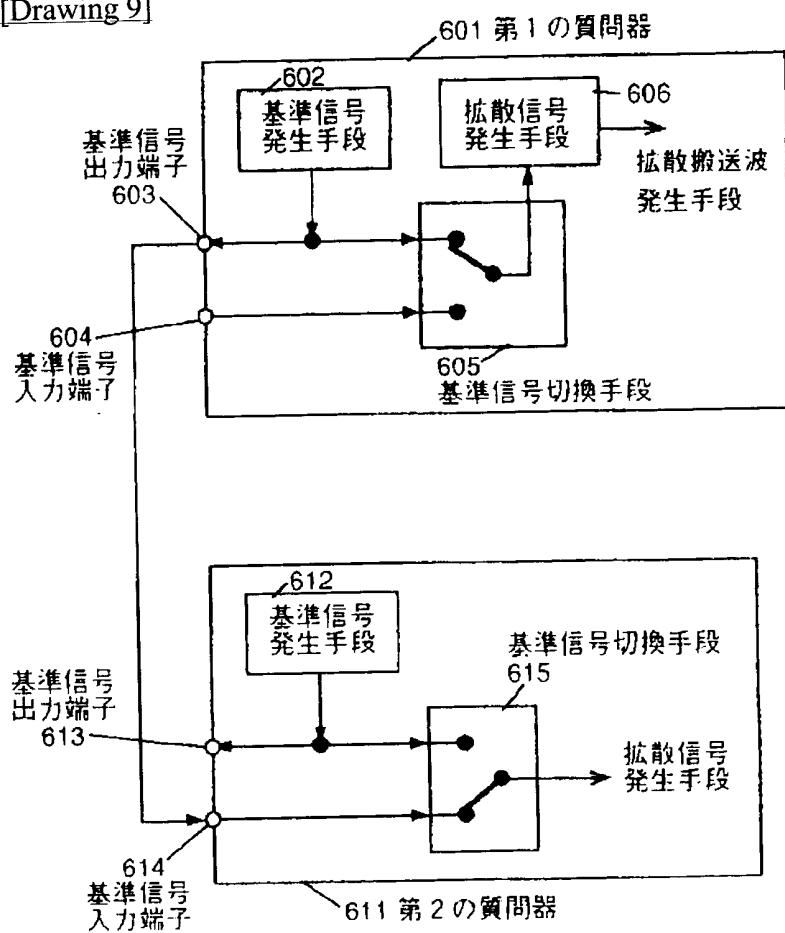 [Drawing 9]
601 第1の質問器
602
基準信号
発生手段
拡散信号
発生手段
606
拡散搬送波
発生手段
基準信号
出力端子
603
604
基準信号
入力端子
605
基準信号切換手段
612
基準信号
発生手段
基準信号切換手段
615
基準信号
出力端子
613
拡散信号
発生手段
614
基準信号
入力端子
611 第2の質問器